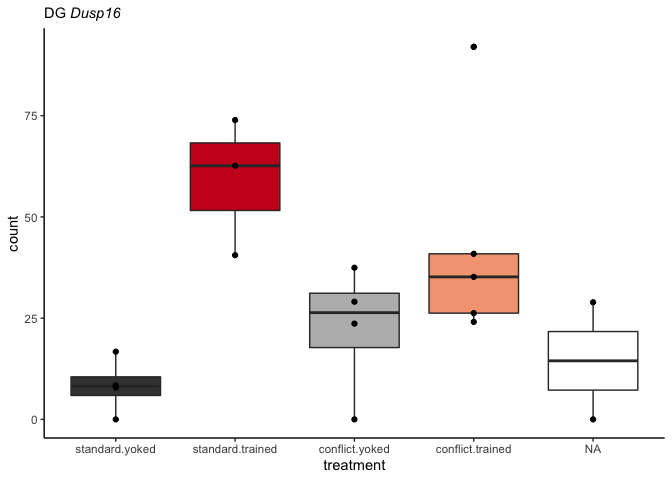 DG Dusp16
count
75
50
25
0
standard.yoked standard.trained conflict.yoked conflict.trained NA
treatment